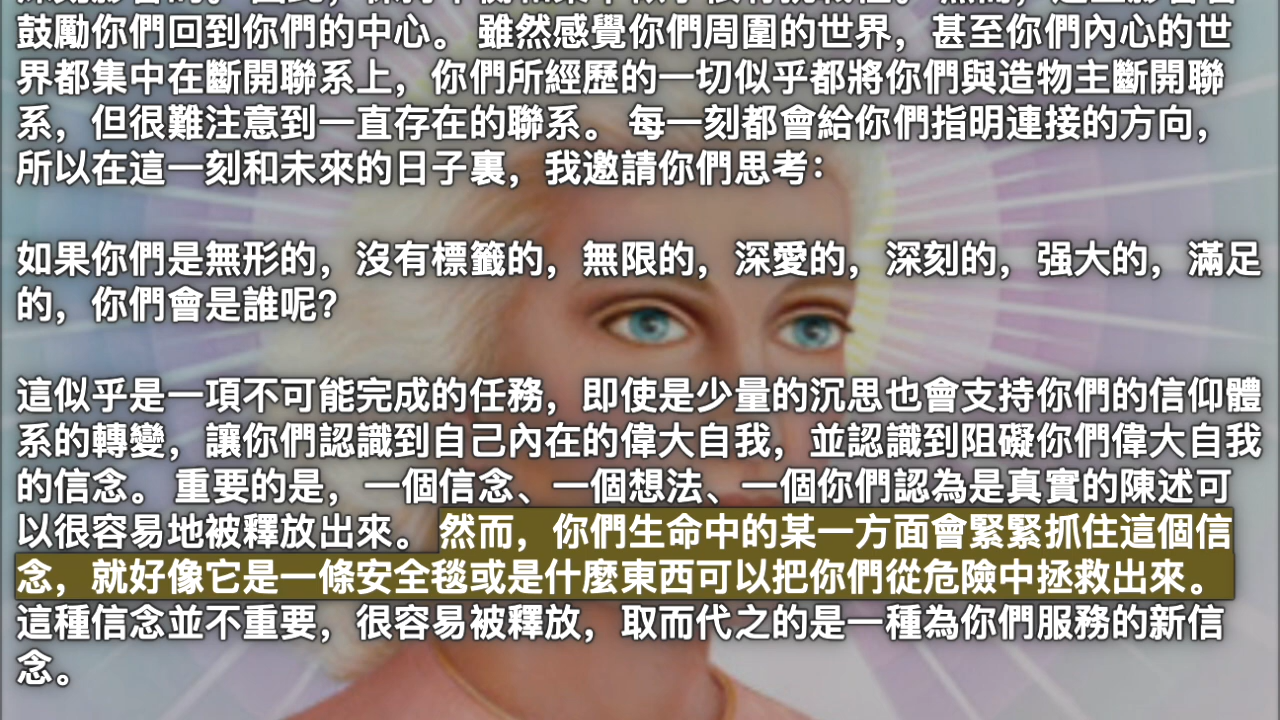 鼓勵你們回到你們的中心。 雖然感覺你們周圍的世界，甚至你們內心的世
界都集中在斷開聯系上，你們所經歷的一切似乎都將你們與造物主斷開聯
系，但很難注意到一直存在的聯系。 每一刻都會給你們指明連接的方向，
所以在這一刻和未來的日子裏，我邀請你們思考：
如果你們是無形的，沒有標籤的，無限的，深愛的，深刻的，强大的，滿足
的，你們會是誰呢？
這似乎是一項不可能完成的任務，即使是少量的沉思也會支持你們的信仰體
系的轉變，讓你們認識到自己內在的偉大自我，並認識到阻礙你們偉大自我
的信念。 重要的是，一個信念、一個想法、一個你們認為是真實的陳述可
以很容易地被釋放出來。 然而，你們生命中的某一方面會緊緊抓住這個信
念，就好像它是一條安全毯或是什麼東西可以把你們從危險中拯救出來。
這種信念並不重要，很容易被釋放，取而代之的是一種為你們服務的新信
念。